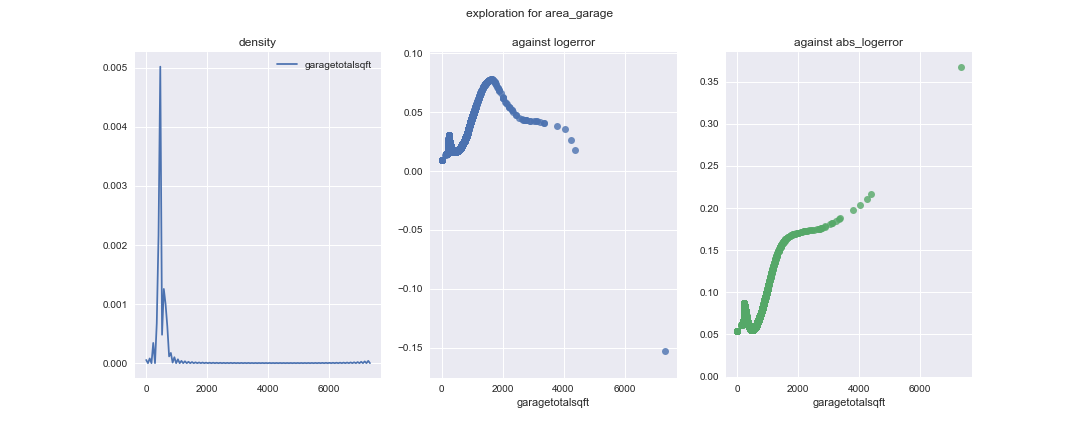 exploration for area_garage
density
garagetotalsqft
0.005
0.004
0.003
0.002
0.001
0.000
0 2000 4000 6000
against logerror
0.10
0.05
0.00
−0.05
−0.10
−0.15
0 2000 4000 6000
garagetotalsqft
against abs_logerror
0.35
0.30
0.25
0.20
0.15
0.10
0.05
0.00
0 2000 4000 6000
garagetotalsqft